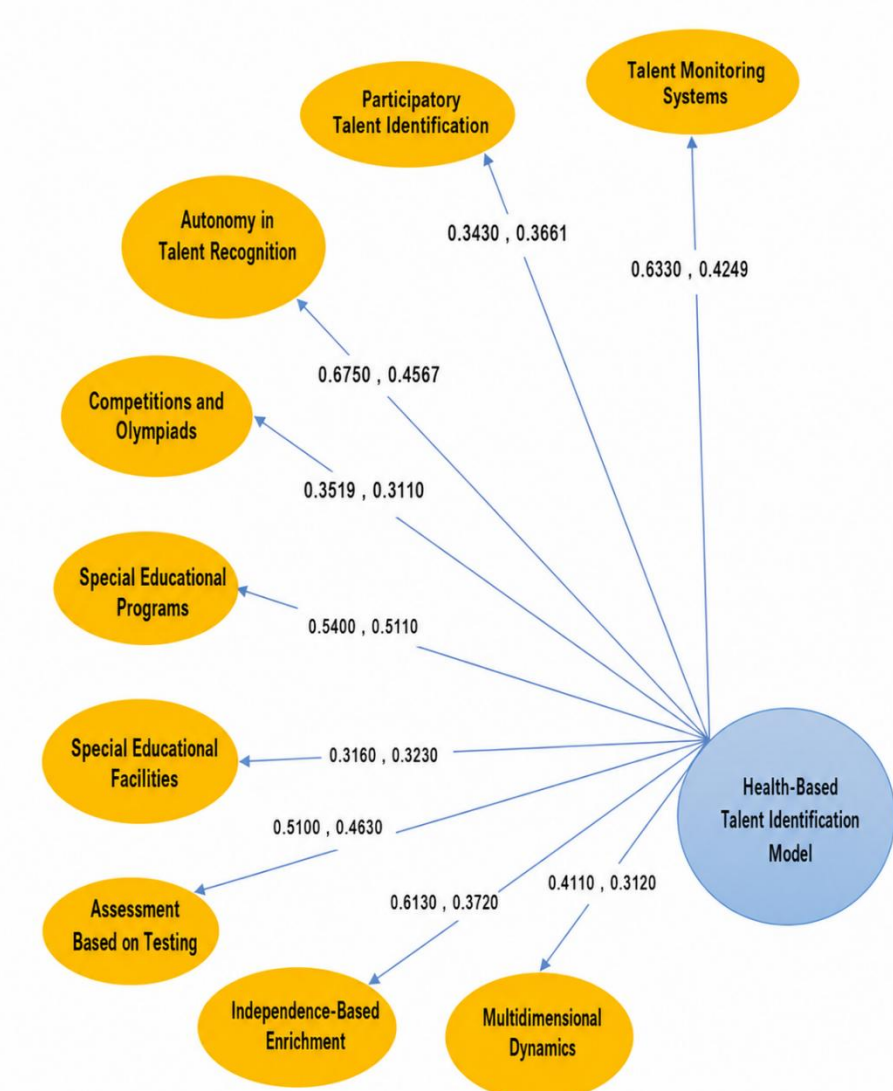 Talent Monitoring
Systems
Participatory
Talent Identification
0.3430 , 0.3661
0.6330 , 0.4249
Autonomy in
Talent Recognition
0.6750 , 0.4567
Competitions and
Olympiads
0.3519 , 0.3110
Special Educational
Programs
0.5400 , 0.5110
Special Educational
Facilities
0.3160 , 0.3230
Health-Based
Talent Identification
Model
0.5100 , 0.4630
Assessment
Based on Testing
0.6130 , 0.3720
0.4110 , 0.3120
Independence-Based
Enrichment
Multidimensional
Dynamics